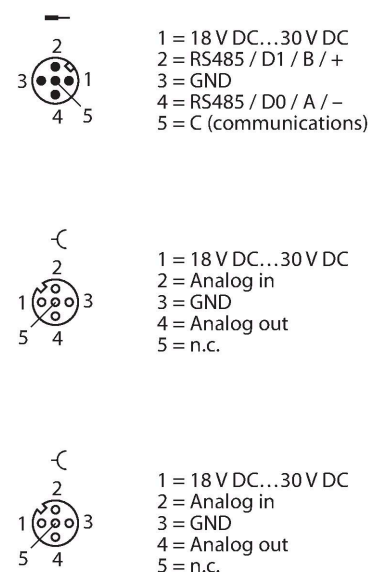 2
3
1
4
5
1 = 18 V DC...30 V DC
2 = RS485 / D1 / B / +
3 = GND
4 = RS485 / D0 / A / –
5 = C (communications)
2
1
3
5
4
1 = 18 V DC...30 V DC
2 = Analog in
3 = GND
4 = Analog out
5 = n.c.
2
1
3
5
4
1 = 18 V DC...30 V DC
2 = Analog in
3 = GND
4 = Analog out
5 = n.c.